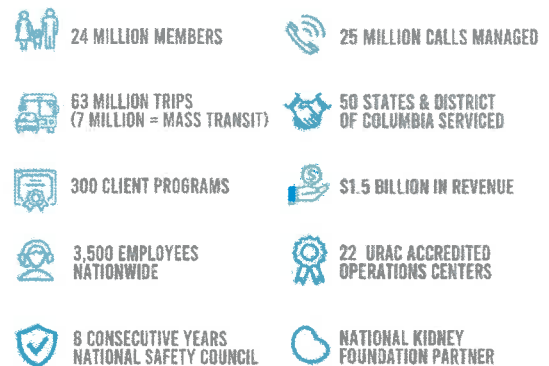 24 MILLION MEMBERS
25 MILLION CALLS MANAGED
63 MILLION TRIPS
(7 MILLION = MASS TRANSIT)
50 STATES & DISTRICT
OF COLUMBIA SERVICED
300 CLIENT PROGRAMS
$1.5 BILLION IN REVENUE
3,500 EMPLOYEES
NATIONWIDE
22 URAC ACCREDITED
OPERATIONS CENTERS
8 CONSECUTIVE YEARS
NATIONAL SAFETY COUNCIL
NATIONAL KIDNEY
FOUNDATION PARTNER